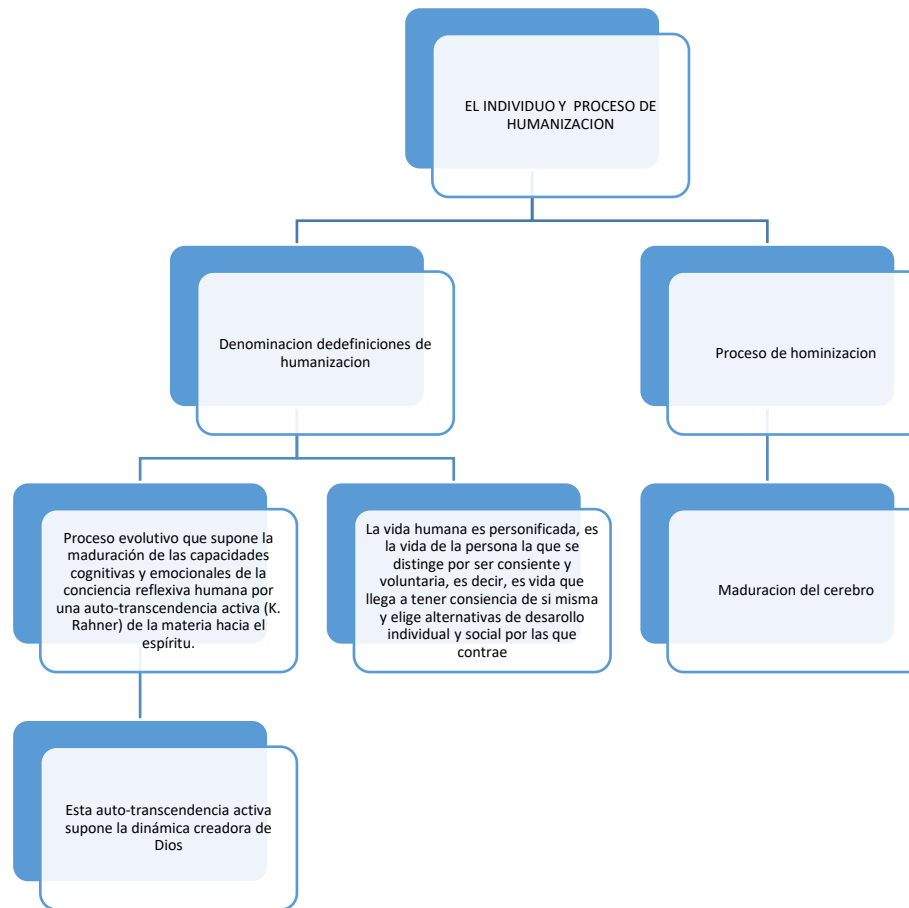 EL INDIVIDUO Y  PROCESO DE
HUMANIZACION
Denominacion dedefiniciones de
humanizacion
Proceso de hominizacion
Proceso evolutivo que supone la
maduración de las capacidades
cognitivas y emocionales de la
conciencia reflexiva humana por
una auto-transcendencia activa (K.
Rahner) de la materia hacia el
espíritu.
La vida humana es personificada, es
la vida de la persona la que se
distinge por ser consiente y
voluntaria, es decir, es vida que
llega a tener consiencia de si misma
y elige alternativas de desarollo
individual y social por las que
contrae
Maduracion del cerebro
Esta auto-transcendencia activa
supone la dinámica creadora de
Dios